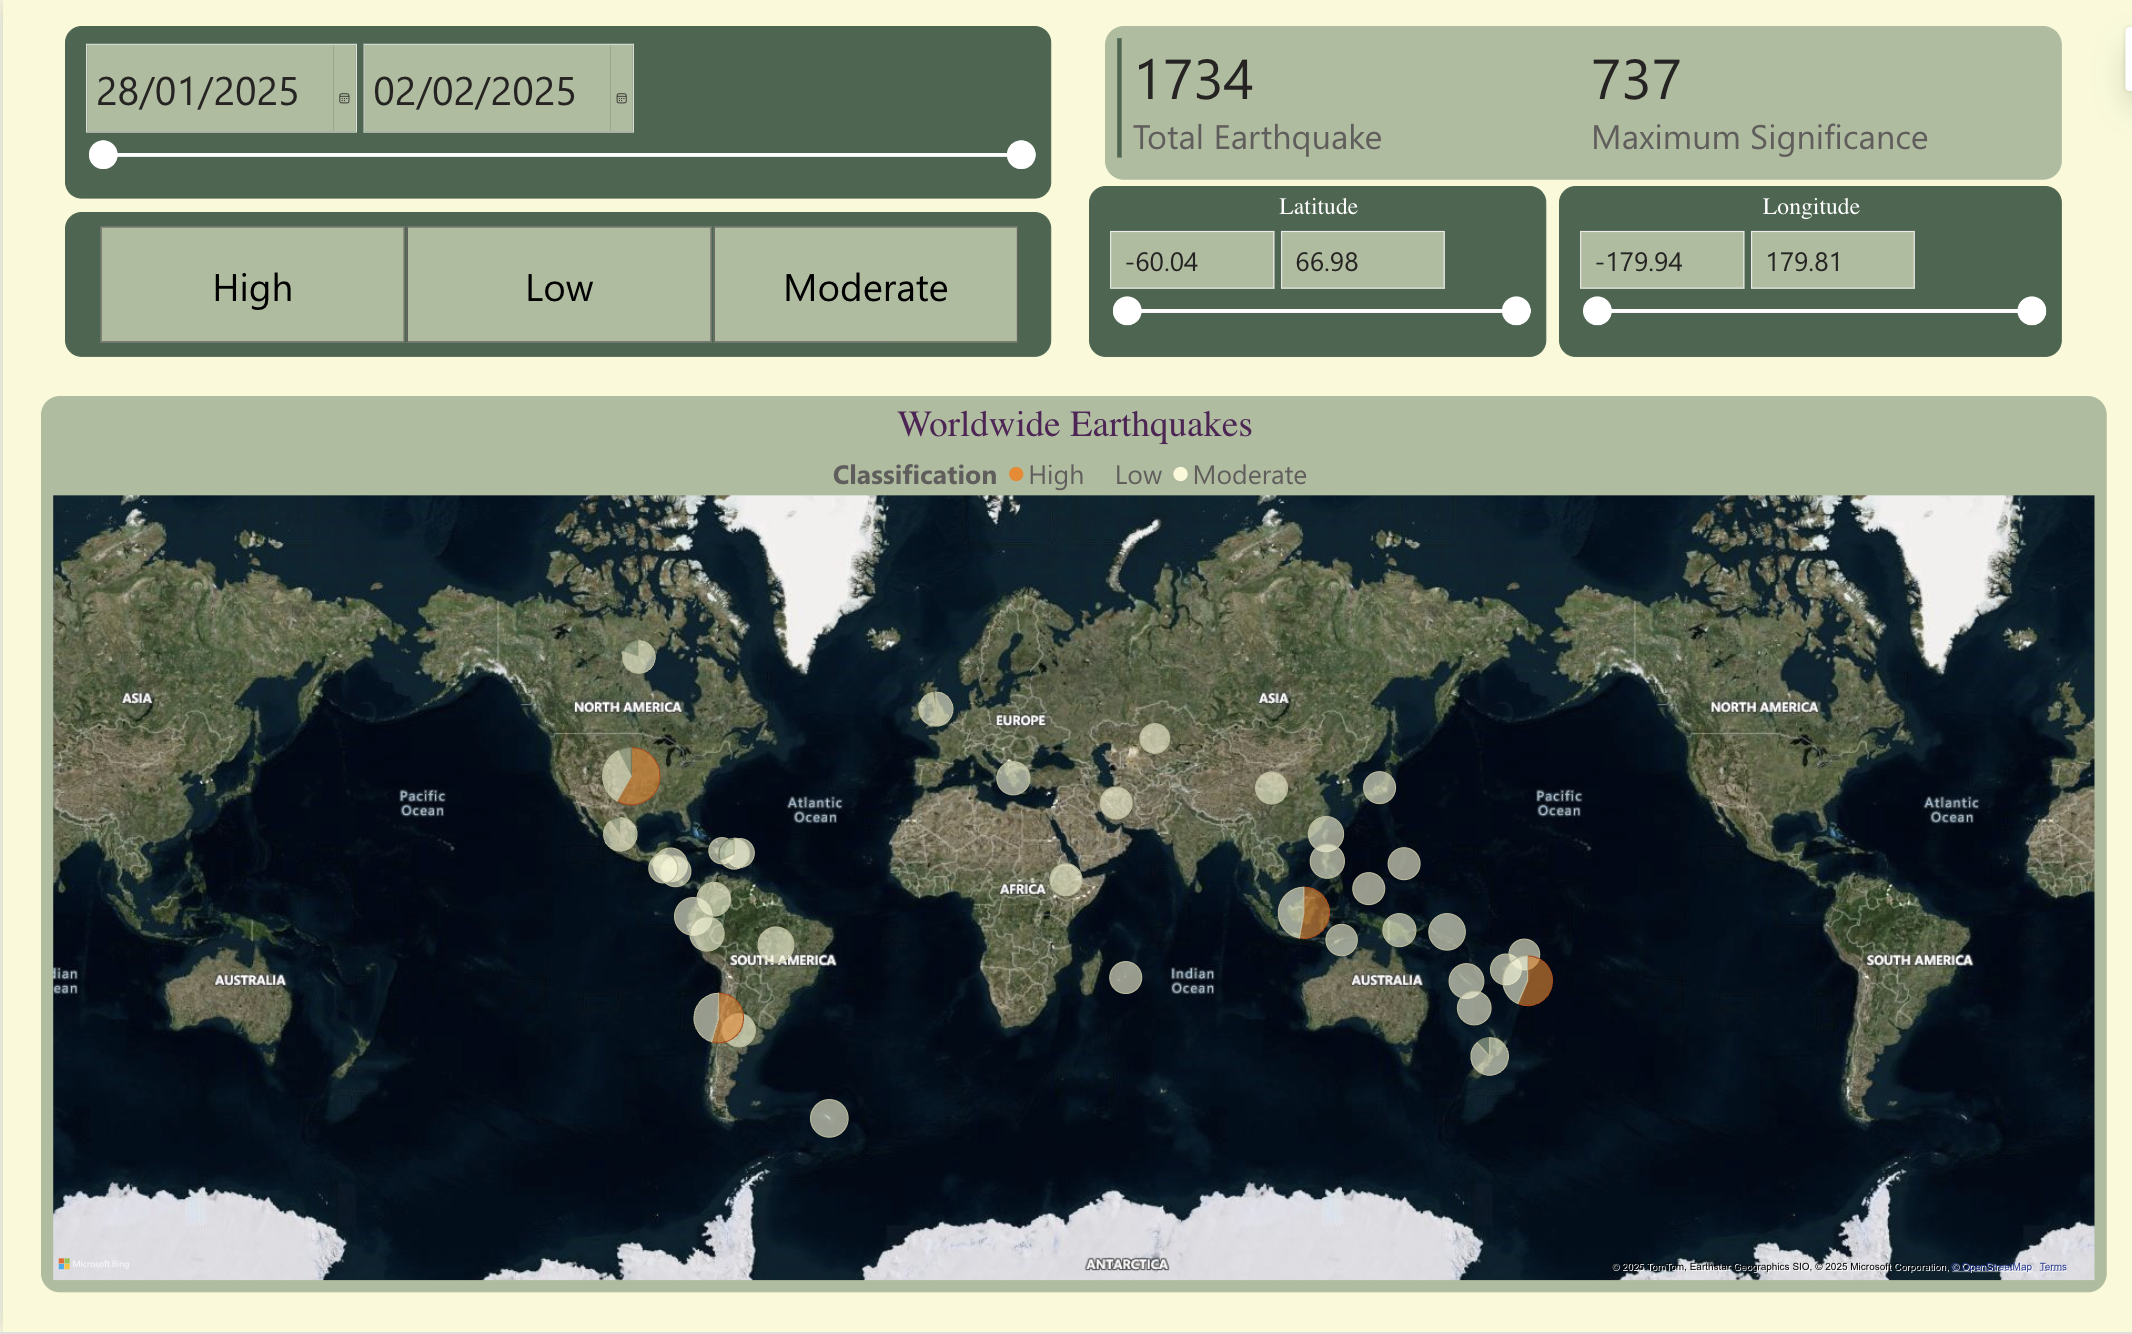 28/01/2025 02/02/2025
1734 737
Total Earthquake Maximum Significance
High Low Moderate
Latitude Longitude
-60.04 66.98 -179.94 179.81
Worldwide Earthquakes
Classification High Low Moderate
ASIA
NORTH AMERICA
EUROPE
ASIA
NORTH AMERICA
Pacific
Ocean
Atlantic
Ocean
Pacific
Ocean
Atlantic
Ocean
AFRICA
SOUTH AMERICA
SOUTH AMERICA
dian
ean
AUSTRALIA
Indian
Ocean
AUSTRALIA
ANTARCTICA
Microsoft Bing
© 2025 TomTom, Earthstar Geographics SIO, © 2025 Microsoft Corporation, © OpenStreetMap Terms